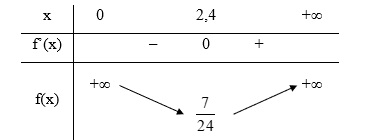 x 0 2,4 +∞
f'(x) − 0 +
+∞ +∞
f(x)
7
24